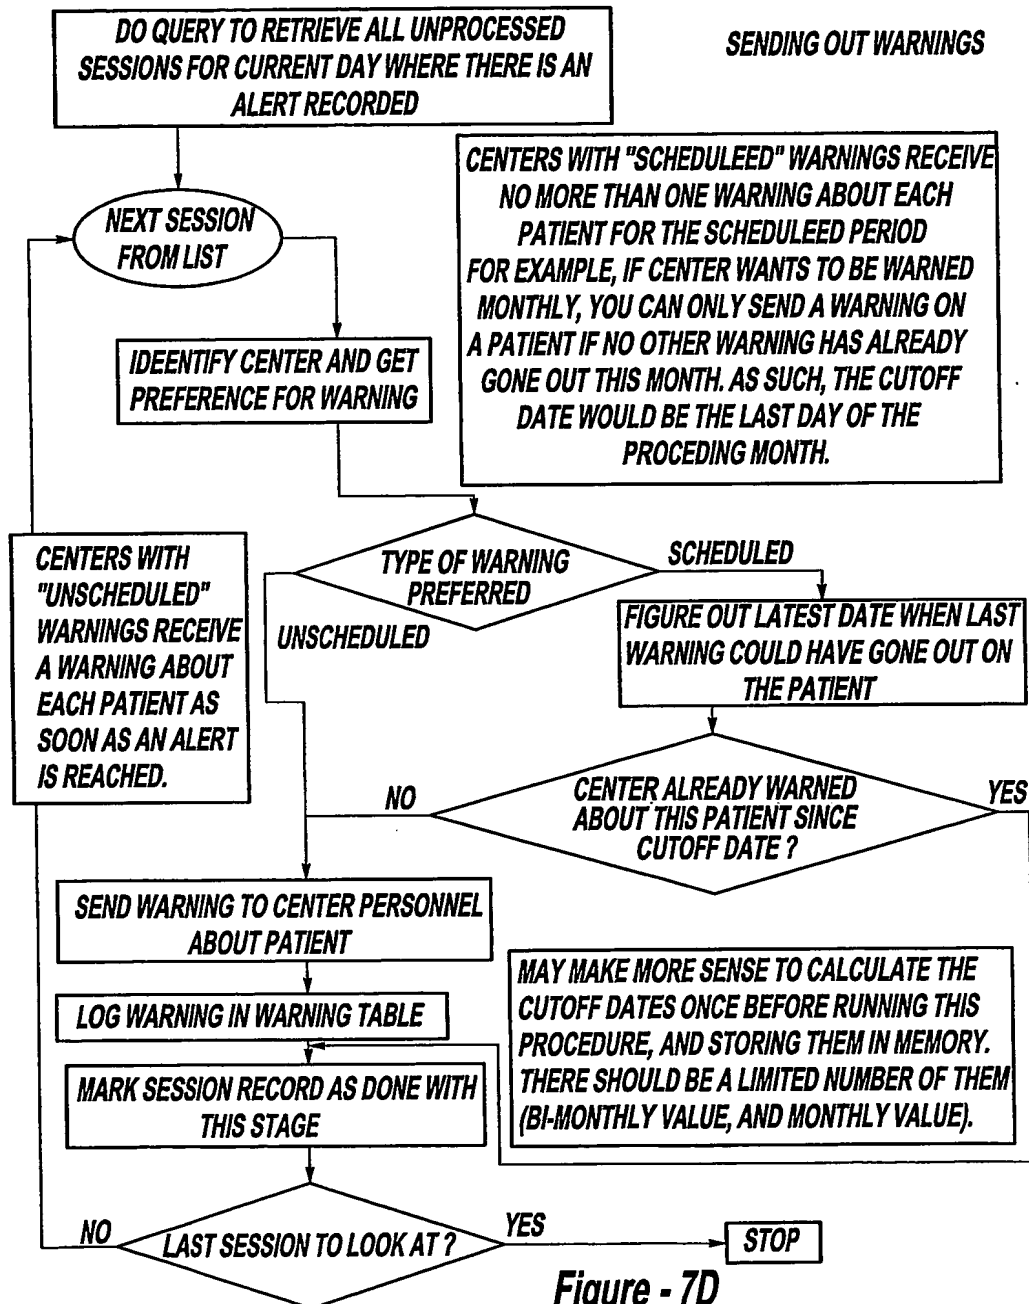 DO QUERY TO RETRIEVE ALL UNPROCESSED
SESSIONS FOR CURRENT DAY WHERE THERE IS AN
ALERT RECORDED
SENDING OUT WARNINGS
NEXT SESSION
FROM LIST
CENTERS WITH "SCHEDULEED" WARNINGS RECEIVE
NO MORE THAN ONE WARNING ABOUT EACH
PATIENT FOR THE SCHEDULEED PERIOD
FOR EXAMPLE, IF CENTER WANTS TO BE WARNED
MONTHLY, YOU CAN ONLY SEND A WARNING ON
A PATIENT IF NO OTHER WARNING HAS ALREADY
GONE OUT THIS MONTH. AS SUCH, THE CUTOFF
DATE WOULD BE THE LAST DAY OF THE
PROCEDING MONTH.
IDEENTIFY CENTER AND GET
PREFERENCE FOR WARNING
TYPE OF WARNING
PREFERRED
SCHEDULED
UNSCHEDULED
CENTERS WITH
"UNSCHEDULED"
WARNINGS RECEIVE
A WARNING ABOUT
EACH PATIENT AS
SOON AS AN ALERT
IS REACHED.
FIGURE OUT LATEST DATE WHEN LAST
WARNING COULD HAVE GONE OUT ON
THE PATIENT
CENTER ALREADY WARNED
ABOUT THIS PATIENT SINCE
CUTOFF DATE ?
NO
YES
SEND WARNING TO CENTER PERSONNEL
ABOUT PATIENT
LOG WARNING IN WARNING TABLE
MARK SESSION RECORD AS DONE WITH
THIS STAGE
MAY MAKE MORE SENSE TO CALCULATE THE
CUTOFF DATES ONCE BEFORE RUNNING THIS
PROCEDURE, AND STORING THEM IN MEMORY.
THERE SHOULD BE A LIMITED NUMBER OF THEM
(BI-MONTHLY VALUE, AND MONTHLY VALUE).
NO
LAST SESSION TO LOOK AT ?
YES
STOP
Figure - 7D